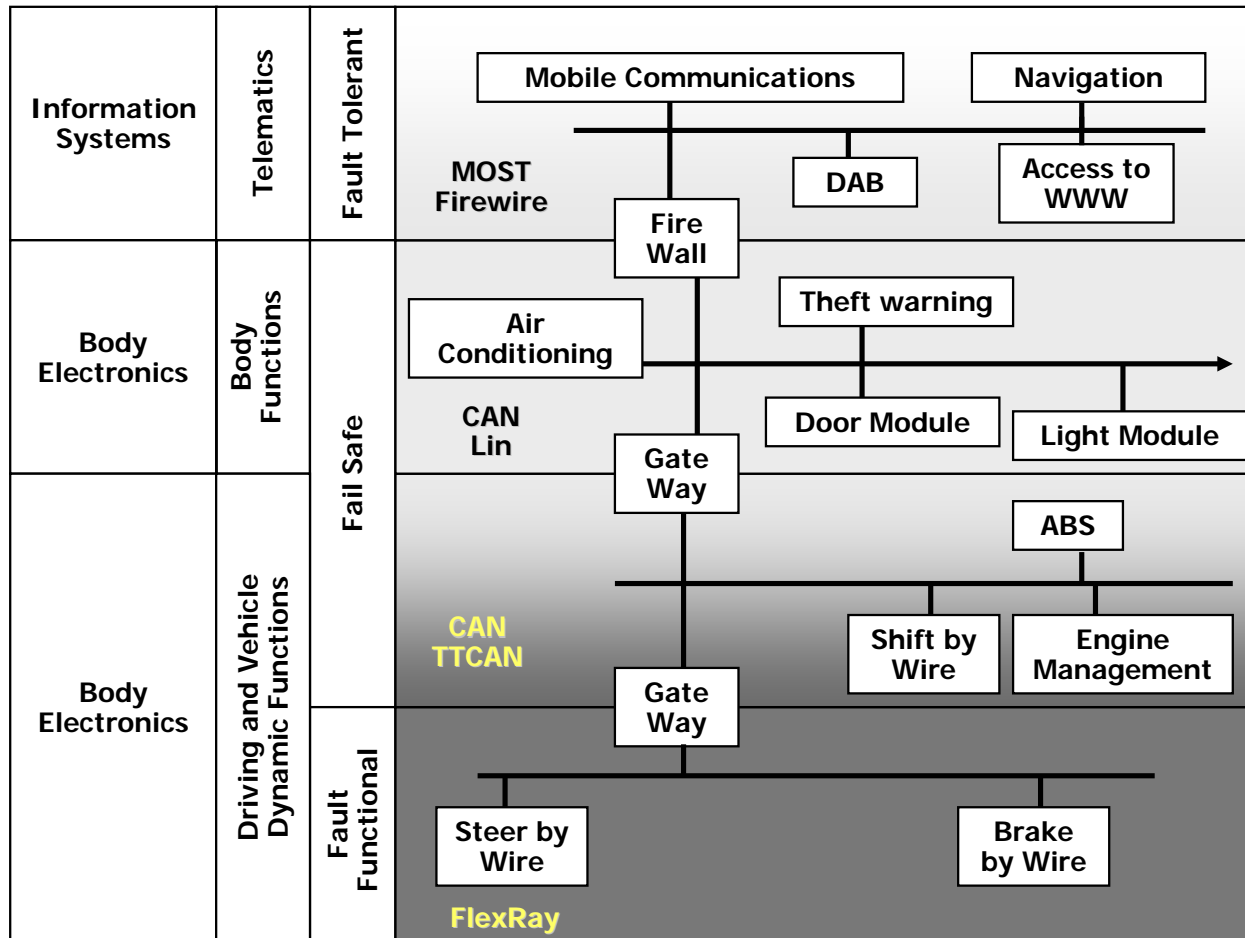 Information
Systems
Telematics
Fault Tolerant
Mobile Communications
Navigation
MOST
Firewire
DAB
Access to
WWW
Fire
Wall
Body
Electronics
Body
Functions
Fail Safe
Air
Conditioning
Theft warning
CAN
Lin
Door Module
Light Module
Gate
Way
Body
Electronics
Driving and Vehicle
Dynamic Functions
ABS
CAN
TTCAN
Shift by
Wire
Engine
Management
Gate
Way
Fault
Functional
Steer by
Wire
Brake
by Wire
FlexRay